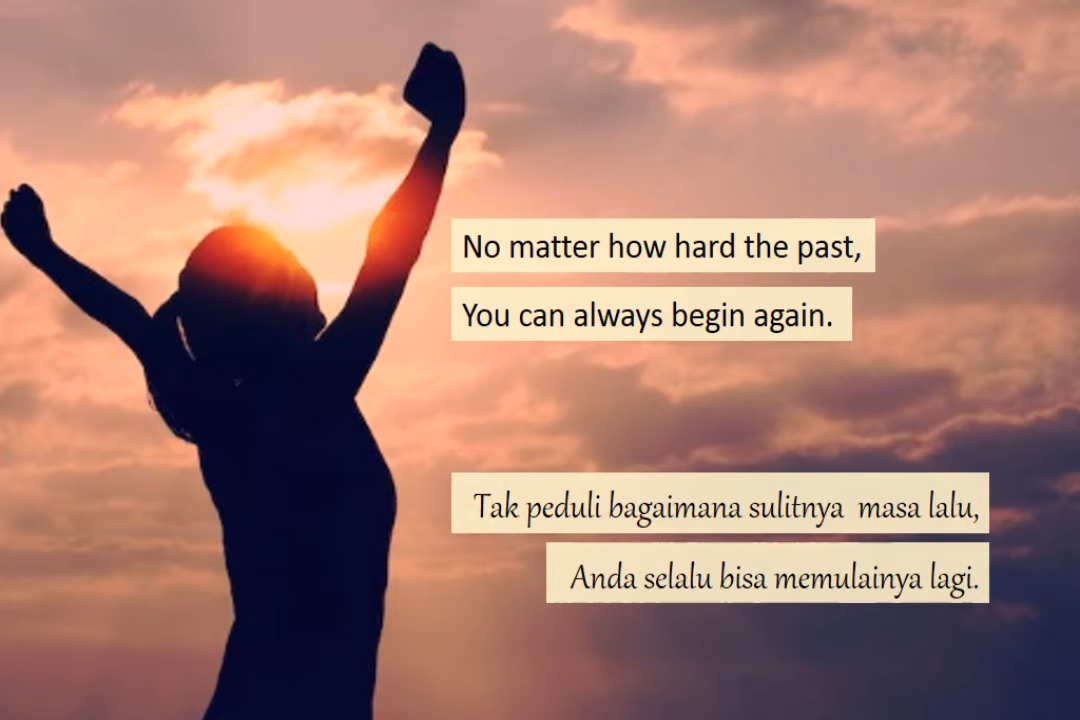 No matter how hard the past,
You can always begin again.
Tak peduli bagaimana sulitnya  masa lalu,
Anda selalu bisa memulainya lagi.